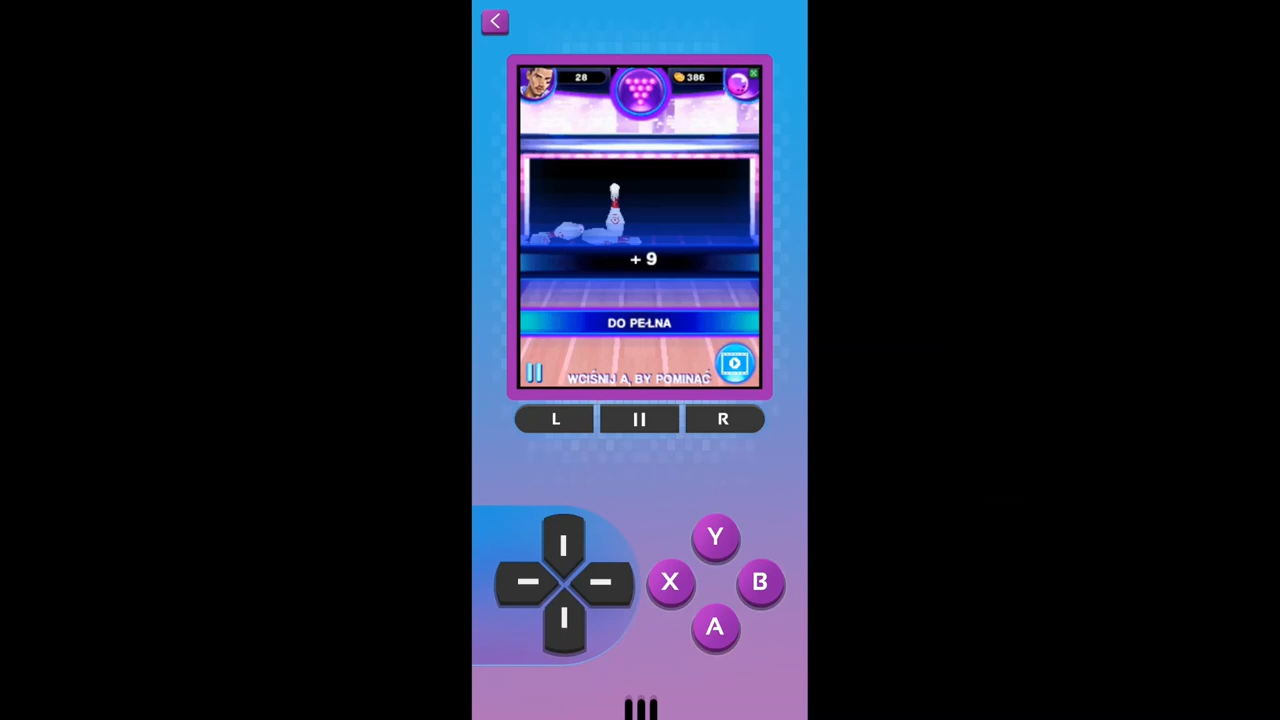 28
386
+ 9
DO PEŁNA
WCIŚNIJ A, BY POMINĄĆ
L
R
Y
X
B
A